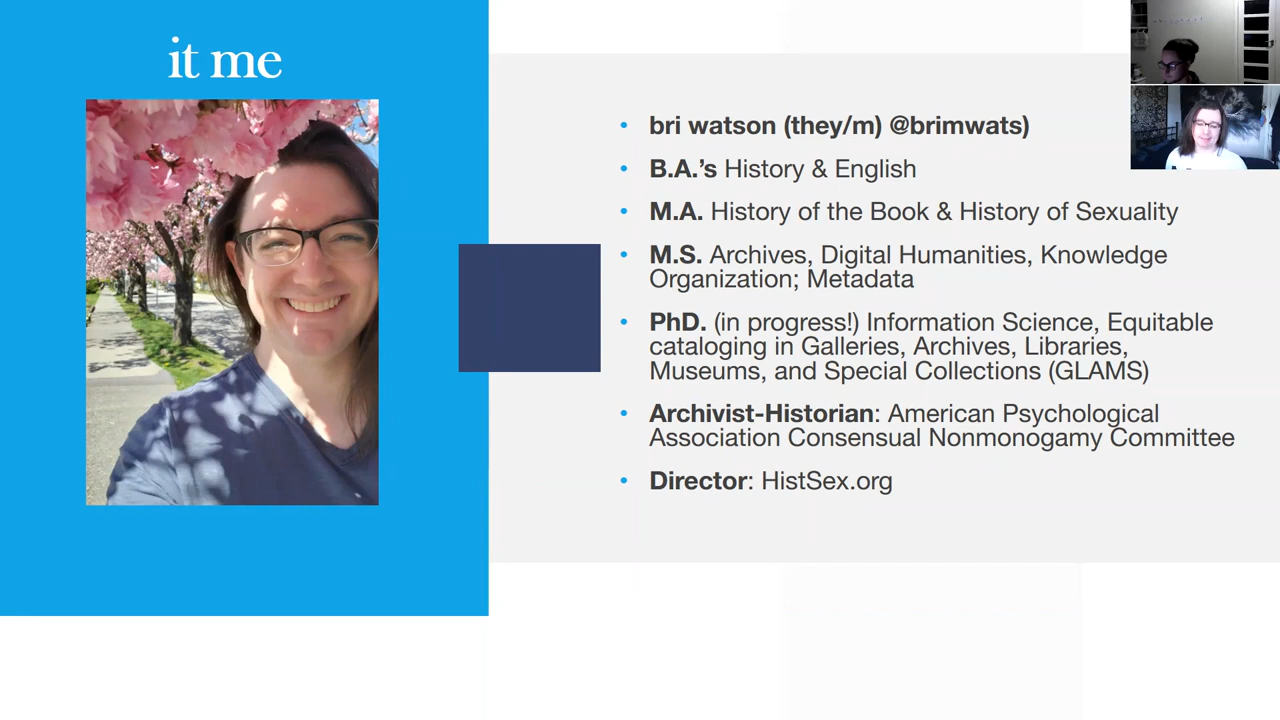 it me
bri watson (they/m) @brimwats)
B.A.’s History & English
M.A. History of the Book & History of Sexuality
M.S. Archives, Digital Humanities, Knowledge
Organization; Metadata
PhD. (in progress!) Information Science, Equitable
cataloging in Galleries, Archives, Libraries,
Museums, and Special Collections (GLAMS)
Archivist-Historian: American Psychological
Association Consensual Nonmonogamy Committee
Director: HistSex.org